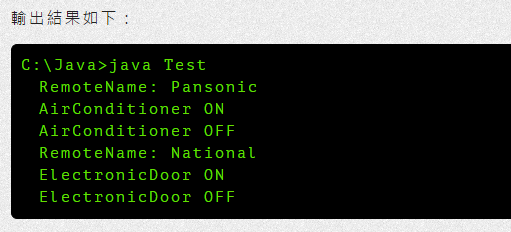 輸出結果如下：
C:\Java>java Test
RemoteName: Pansonic
AirConditioner ON
AirConditioner OFF
RemoteName: National
ElectronicDoor ON
ElectronicDoor OFF